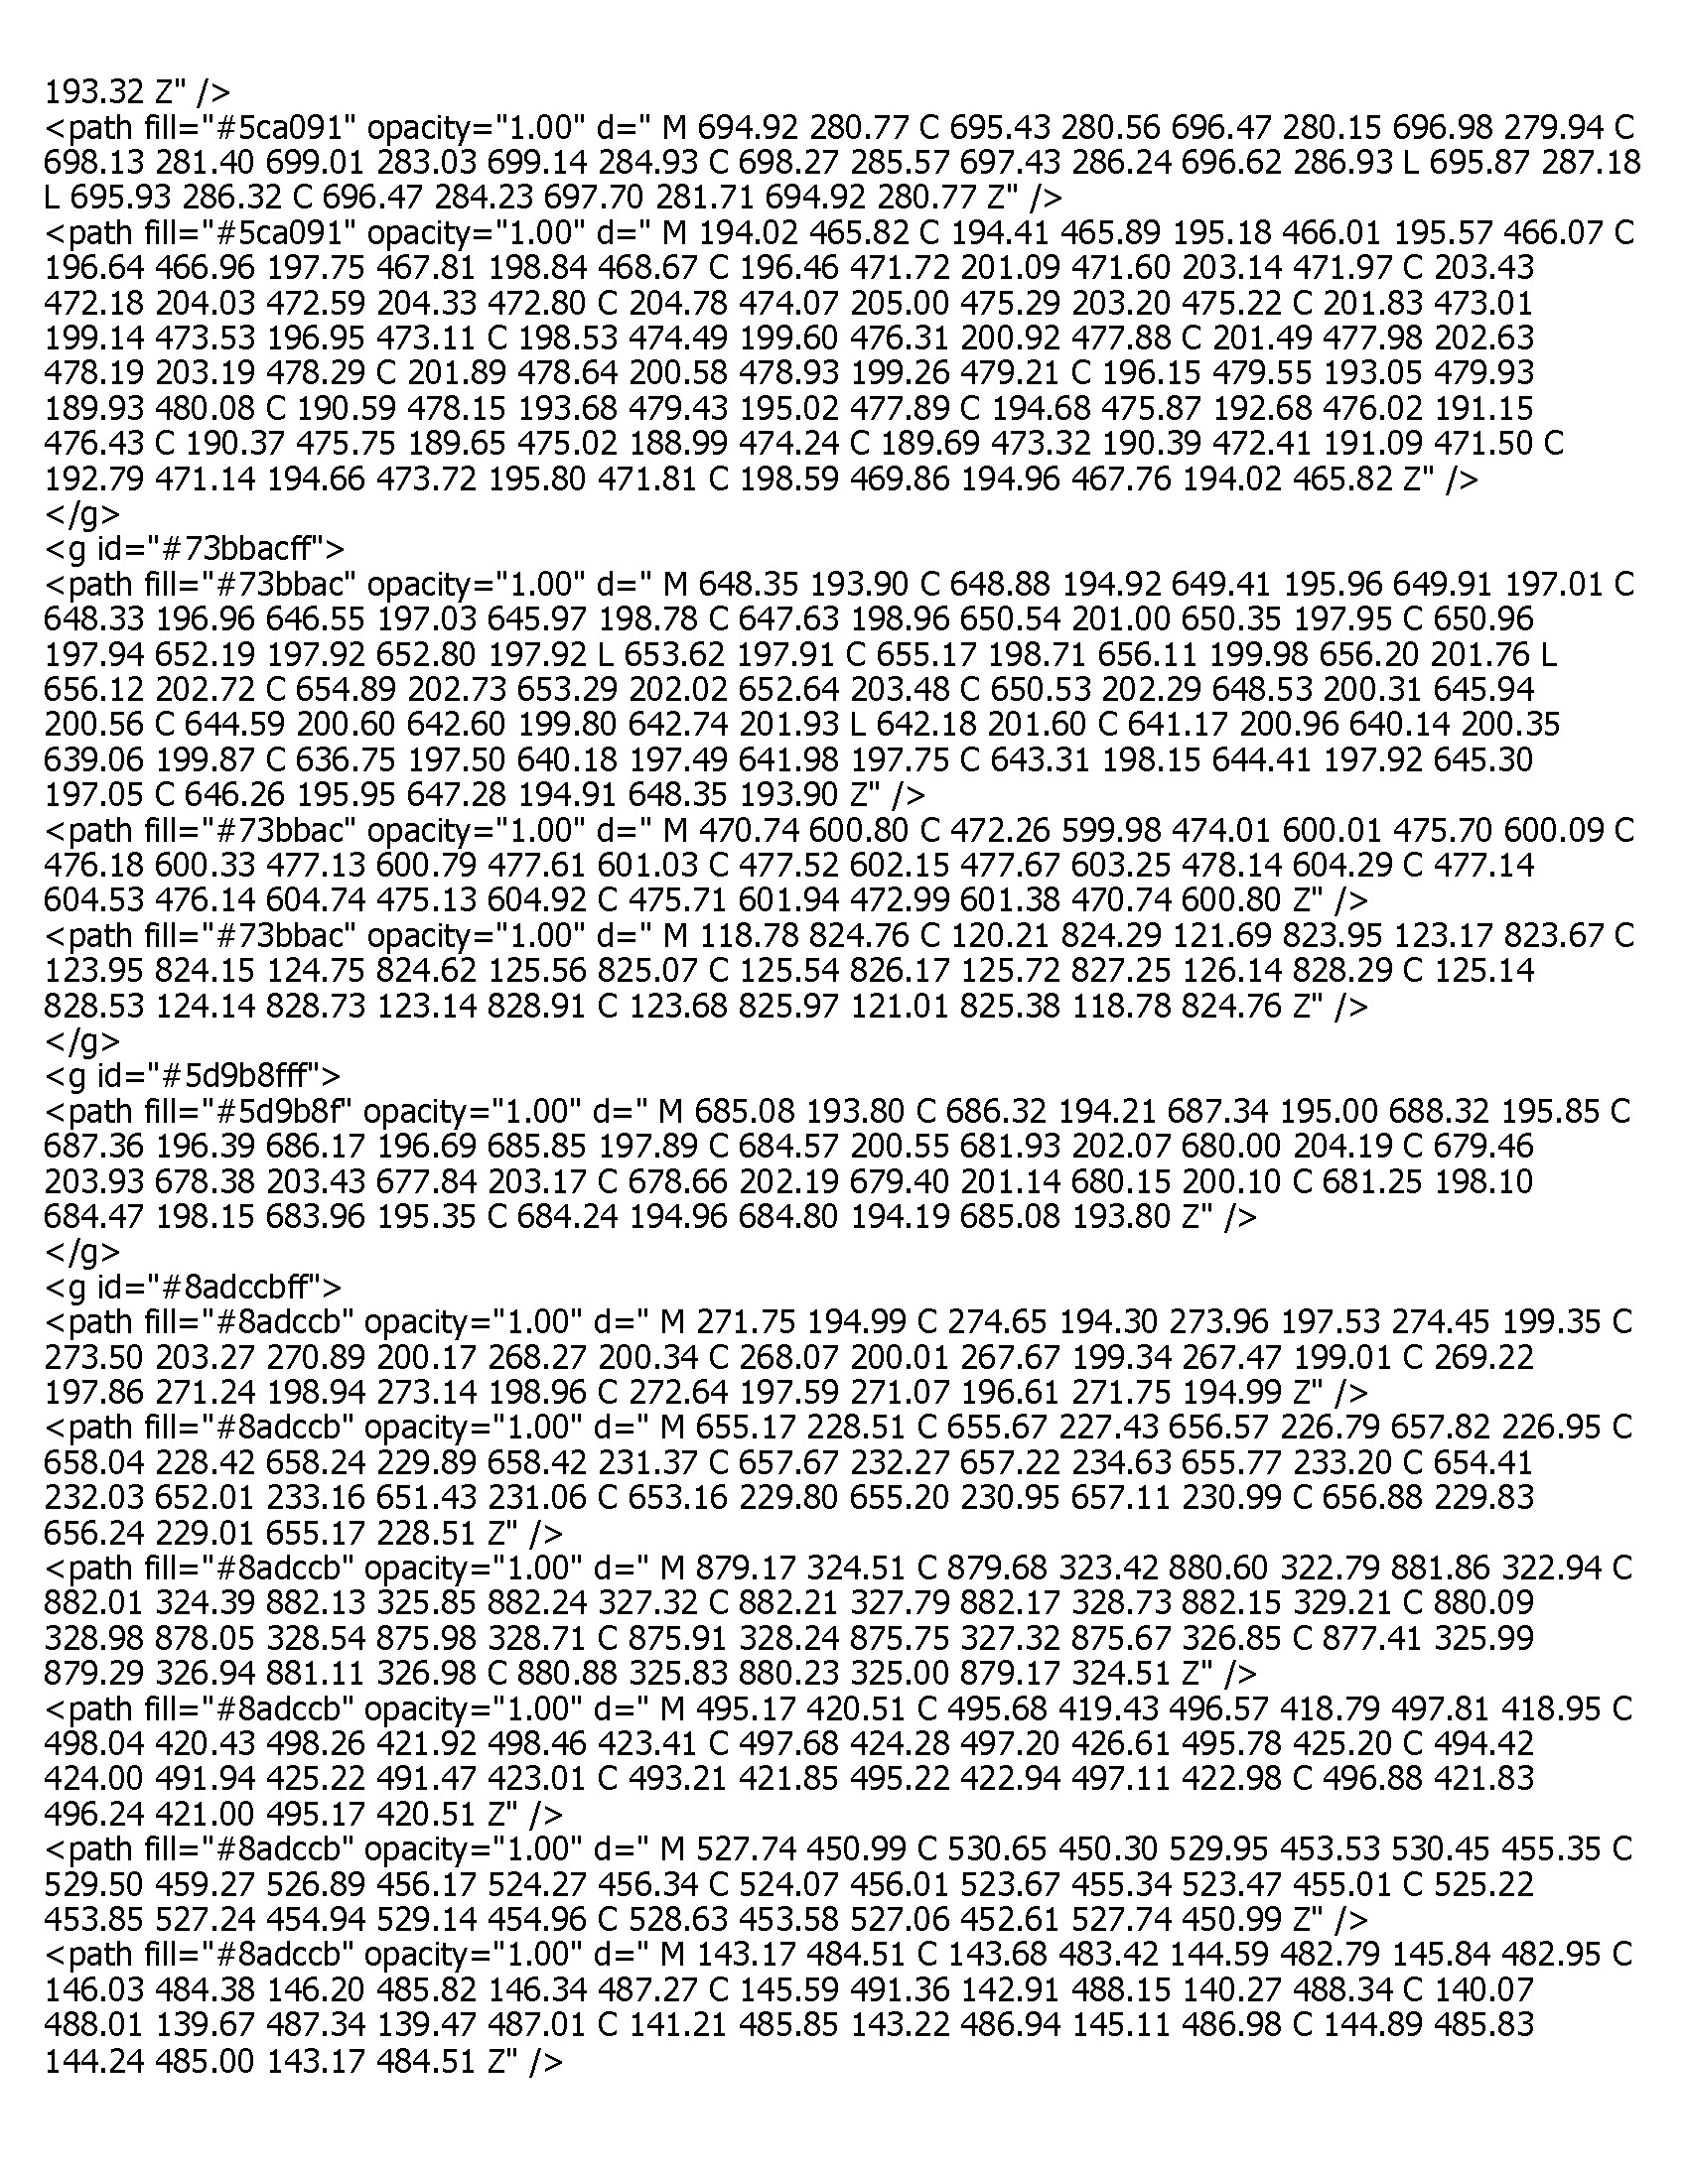 193.32 Z" />
<path fill="#5ca091" opacity="1.00" d=" M 694.92 280.77 C 695.43 280.56 696.47 280.15 696.98 279.94 C
698.13 281.40 699.01 283.03 699.14 284.93 C 698.27 285.57 697.43 286.24 696.62 286.93 L 695.87 287.18
L 695.93 286.32 C 696.47 284.23 697.70 281.71 694.92 280.77 Z" />
<path fill="#5ca091" opacity="1.00" d=" M 194.02 465.82 C 194.41 465.89 195.18 466.01 195.57 466.07 C
196.64 466.96 197.75 467.81 198.84 468.67 C 196.46 471.72 201.09 471.60 203.14 471.97 C 203.43
472.18 204.03 472.59 204.33 472.80 C 204.78 474.07 205.00 475.29 203.20 475.22 C 201.83 473.01
199.14 473.53 196.95 473.11 C 198.53 474.49 199.60 476.31 200.92 477.88 C 201.49 477.98 202.63
478.19 203.19 478.29 C 201.89 478.64 200.58 478.93 199.26 479.21 C 196.15 479.55 193.05 479.93
189.93 480.08 C 190.59 478.15 193.68 479.43 195.02 477.89 C 194.68 475.87 192.68 476.02 191.15
476.43 C 190.37 475.75 189.65 475.02 188.99 474.24 C 189.69 473.32 190.39 472.41 191.09 471.50 C
192.79 471.14 194.66 473.72 195.80 471.81 C 198.59 469.86 194.96 467.76 194.02 465.82 Z" />
</g>
<g id="#73bbacff">
<path fill="#73bbac" opacity="1.00" d=" M 648.35 193.90 C 648.88 194.92 649.41 195.96 649.91 197.01 C
648.33 196.96 646.55 197.03 645.97 198.78 C 647.63 198.96 650.54 201.00 650.35 197.95 C 650.96
197.94 652.19 197.92 652.80 197.92 L 653.62 197.91 C 655.17 198.71 656.11 199.98 656.20 201.76 L
656.12 202.72 C 654.89 202.73 653.29 202.02 652.64 203.48 C 650.53 202.29 648.53 200.31 645.94
200.56 C 644.59 200.60 642.60 199.80 642.74 201.93 L 642.18 201.60 C 641.17 200.96 640.14 200.35
639.06 199.87 C 636.75 197.50 640.18 197.49 641.98 197.75 C 643.31 198.15 644.41 197.92 645.30
197.05 C 646.26 195.95 647.28 194.91 648.35 193.90 Z" />
<path fill="#73bbac" opacity="1.00" d=" M 470.74 600.80 C 472.26 599.98 474.01 600.01 475.70 600.09 C
476.18 600.33 477.13 600.79 477.61 601.03 C 477.52 602.15 477.67 603.25 478.14 604.29 C 477.14
604.53 476.14 604.74 475.13 604.92 C 475.71 601.94 472.99 601.38 470.74 600.80 Z" />
<path fill="#73bbac" opacity="1.00" d=" M 118.78 824.76 C 120.21 824.29 121.69 823.95 123.17 823.67 C
123.95 824.15 124.75 824.62 125.56 825.07 C 125.54 826.17 125.72 827.25 126.14 828.29 C 125.14
828.53 124.14 828.73 123.14 828.91 C 123.68 825.97 121.01 825.38 118.78 824.76 Z" />
</g>
<g id="#5d9b8fff">
<path fill="#5d9b8f" opacity="1.00" d=" M 685.08 193.80 C 686.32 194.21 687.34 195.00 688.32 195.85 C
687.36 196.39 686.17 196.69 685.85 197.89 C 684.57 200.55 681.93 202.07 680.00 204.19 C 679.46
203.93 678.38 203.43 677.84 203.17 C 678.66 202.19 679.40 201.14 680.15 200.10 C 681.25 198.10
684.47 198.15 683.96 195.35 C 684.24 194.96 684.80 194.19 685.08 193.80 Z" />
</g>
<g id="#8adccbff">
<path fill="#8adccb" opacity="1.00" d=" M 271.75 194.99 C 274.65 194.30 273.96 197.53 274.45 199.35 C
273.50 203.27 270.89 200.17 268.27 200.34 C 268.07 200.01 267.67 199.34 267.47 199.01 C 269.22
197.86 271.24 198.94 273.14 198.96 C 272.64 197.59 271.07 196.61 271.75 194.99 Z" />
<path fill="#8adccb" opacity="1.00" d=" M 655.17 228.51 C 655.67 227.43 656.57 226.79 657.82 226.95 C
658.04 228.42 658.24 229.89 658.42 231.37 C 657.67 232.27 657.22 234.63 655.77 233.20 C 654.41
232.03 652.01 233.16 651.43 231.06 C 653.16 229.80 655.20 230.95 657.11 230.99 C 656.88 229.83
656.24 229.01 655.17 228.51 Z" />
<path fill="#8adccb" opacity="1.00" d=" M 879.17 324.51 C 879.68 323.42 880.60 322.79 881.86 322.94 C
882.01 324.39 882.13 325.85 882.24 327.32 C 882.21 327.79 882.17 328.73 882.15 329.21 C 880.09
328.98 878.05 328.54 875.98 328.71 C 875.91 328.24 875.75 327.32 875.67 326.85 C 877.41 325.99
879.29 326.94 881.11 326.98 C 880.88 325.83 880.23 325.00 879.17 324.51 Z" />
<path fill="#8adccb" opacity="1.00" d=" M 495.17 420.51 C 495.68 419.43 496.57 418.79 497.81 418.95 C
498.04 420.43 498.26 421.92 498.46 423.41 C 497.68 424.28 497.20 426.61 495.78 425.20 C 494.42
424.00 491.94 425.22 491.47 423.01 C 493.21 421.85 495.22 422.94 497.11 422.98 C 496.88 421.83
496.24 421.00 495.17 420.51 Z" />
<path fill="#8adccb" opacity="1.00" d=" M 527.74 450.99 C 530.65 450.30 529.95 453.53 530.45 455.35 C
529.50 459.27 526.89 456.17 524.27 456.34 C 524.07 456.01 523.67 455.34 523.47 455.01 C 525.22
453.85 527.24 454.94 529.14 454.96 C 528.63 453.58 527.06 452.61 527.74 450.99 Z" />
<path fill="#8adccb" opacity="1.00" d=" M 143.17 484.51 C 143.68 483.42 144.59 482.79 145.84 482.95 C
146.03 484.38 146.20 485.82 146.34 487.27 C 145.59 491.36 142.91 488.15 140.27 488.34 C 140.07
488.01 139.67 487.34 139.47 487.01 C 141.21 485.85 143.22 486.94 145.11 486.98 C 144.89 485.83
144.24 485.00 143.17 484.51 Z" />